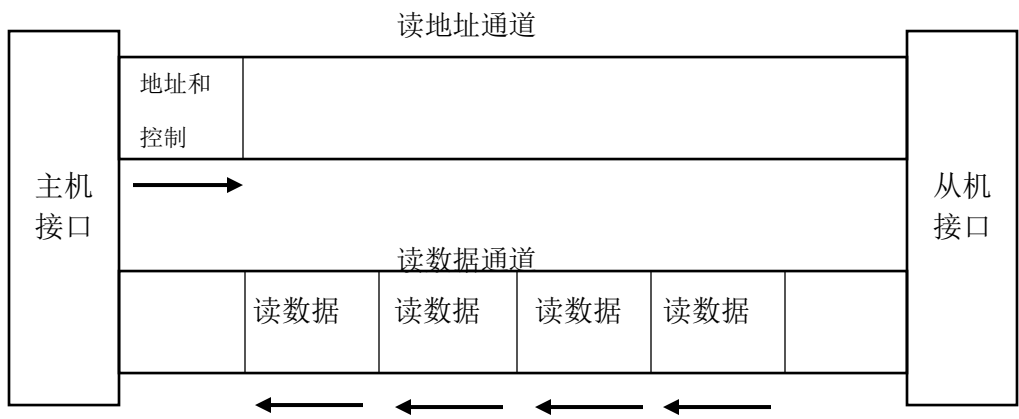 读地址通道
地址和
控制
主机
接口
从机
接口
读数据通道
读数据
读数据
读数据
读数据